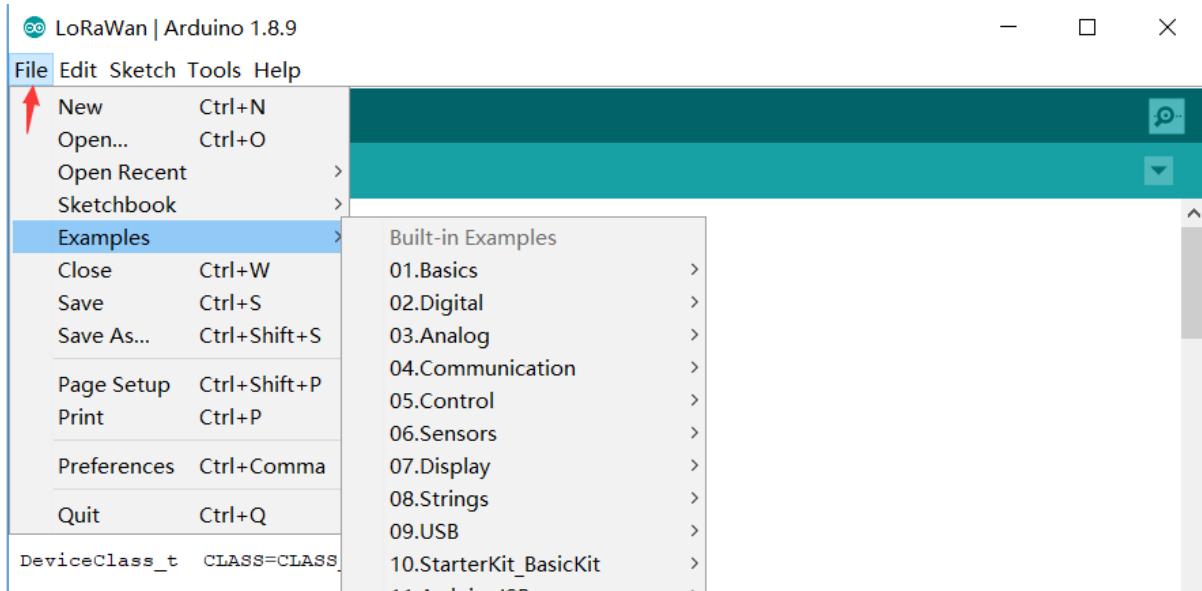 LoRaWan | Arduino 1.8.9
File Edit Sketch Tools Help
New Ctrl+N
Open... Ctrl+O
Open Recent
Sketchbook
Examples
Close Ctrl+W
Save Ctrl+S
Save As... Ctrl+Shift+S
Page Setup Ctrl+Shift+P
Print Ctrl+P
Preferences Ctrl+Comma
Quit Ctrl+Q
Built-in Examples
01.Basics
02.Digital
03.Analog
04.Communication
05.Control
06.Sensors
07.Display
08.Strings
09.USB
10.StarterKit_BasicKit
DeviceClass_t CLASS=CLASS_